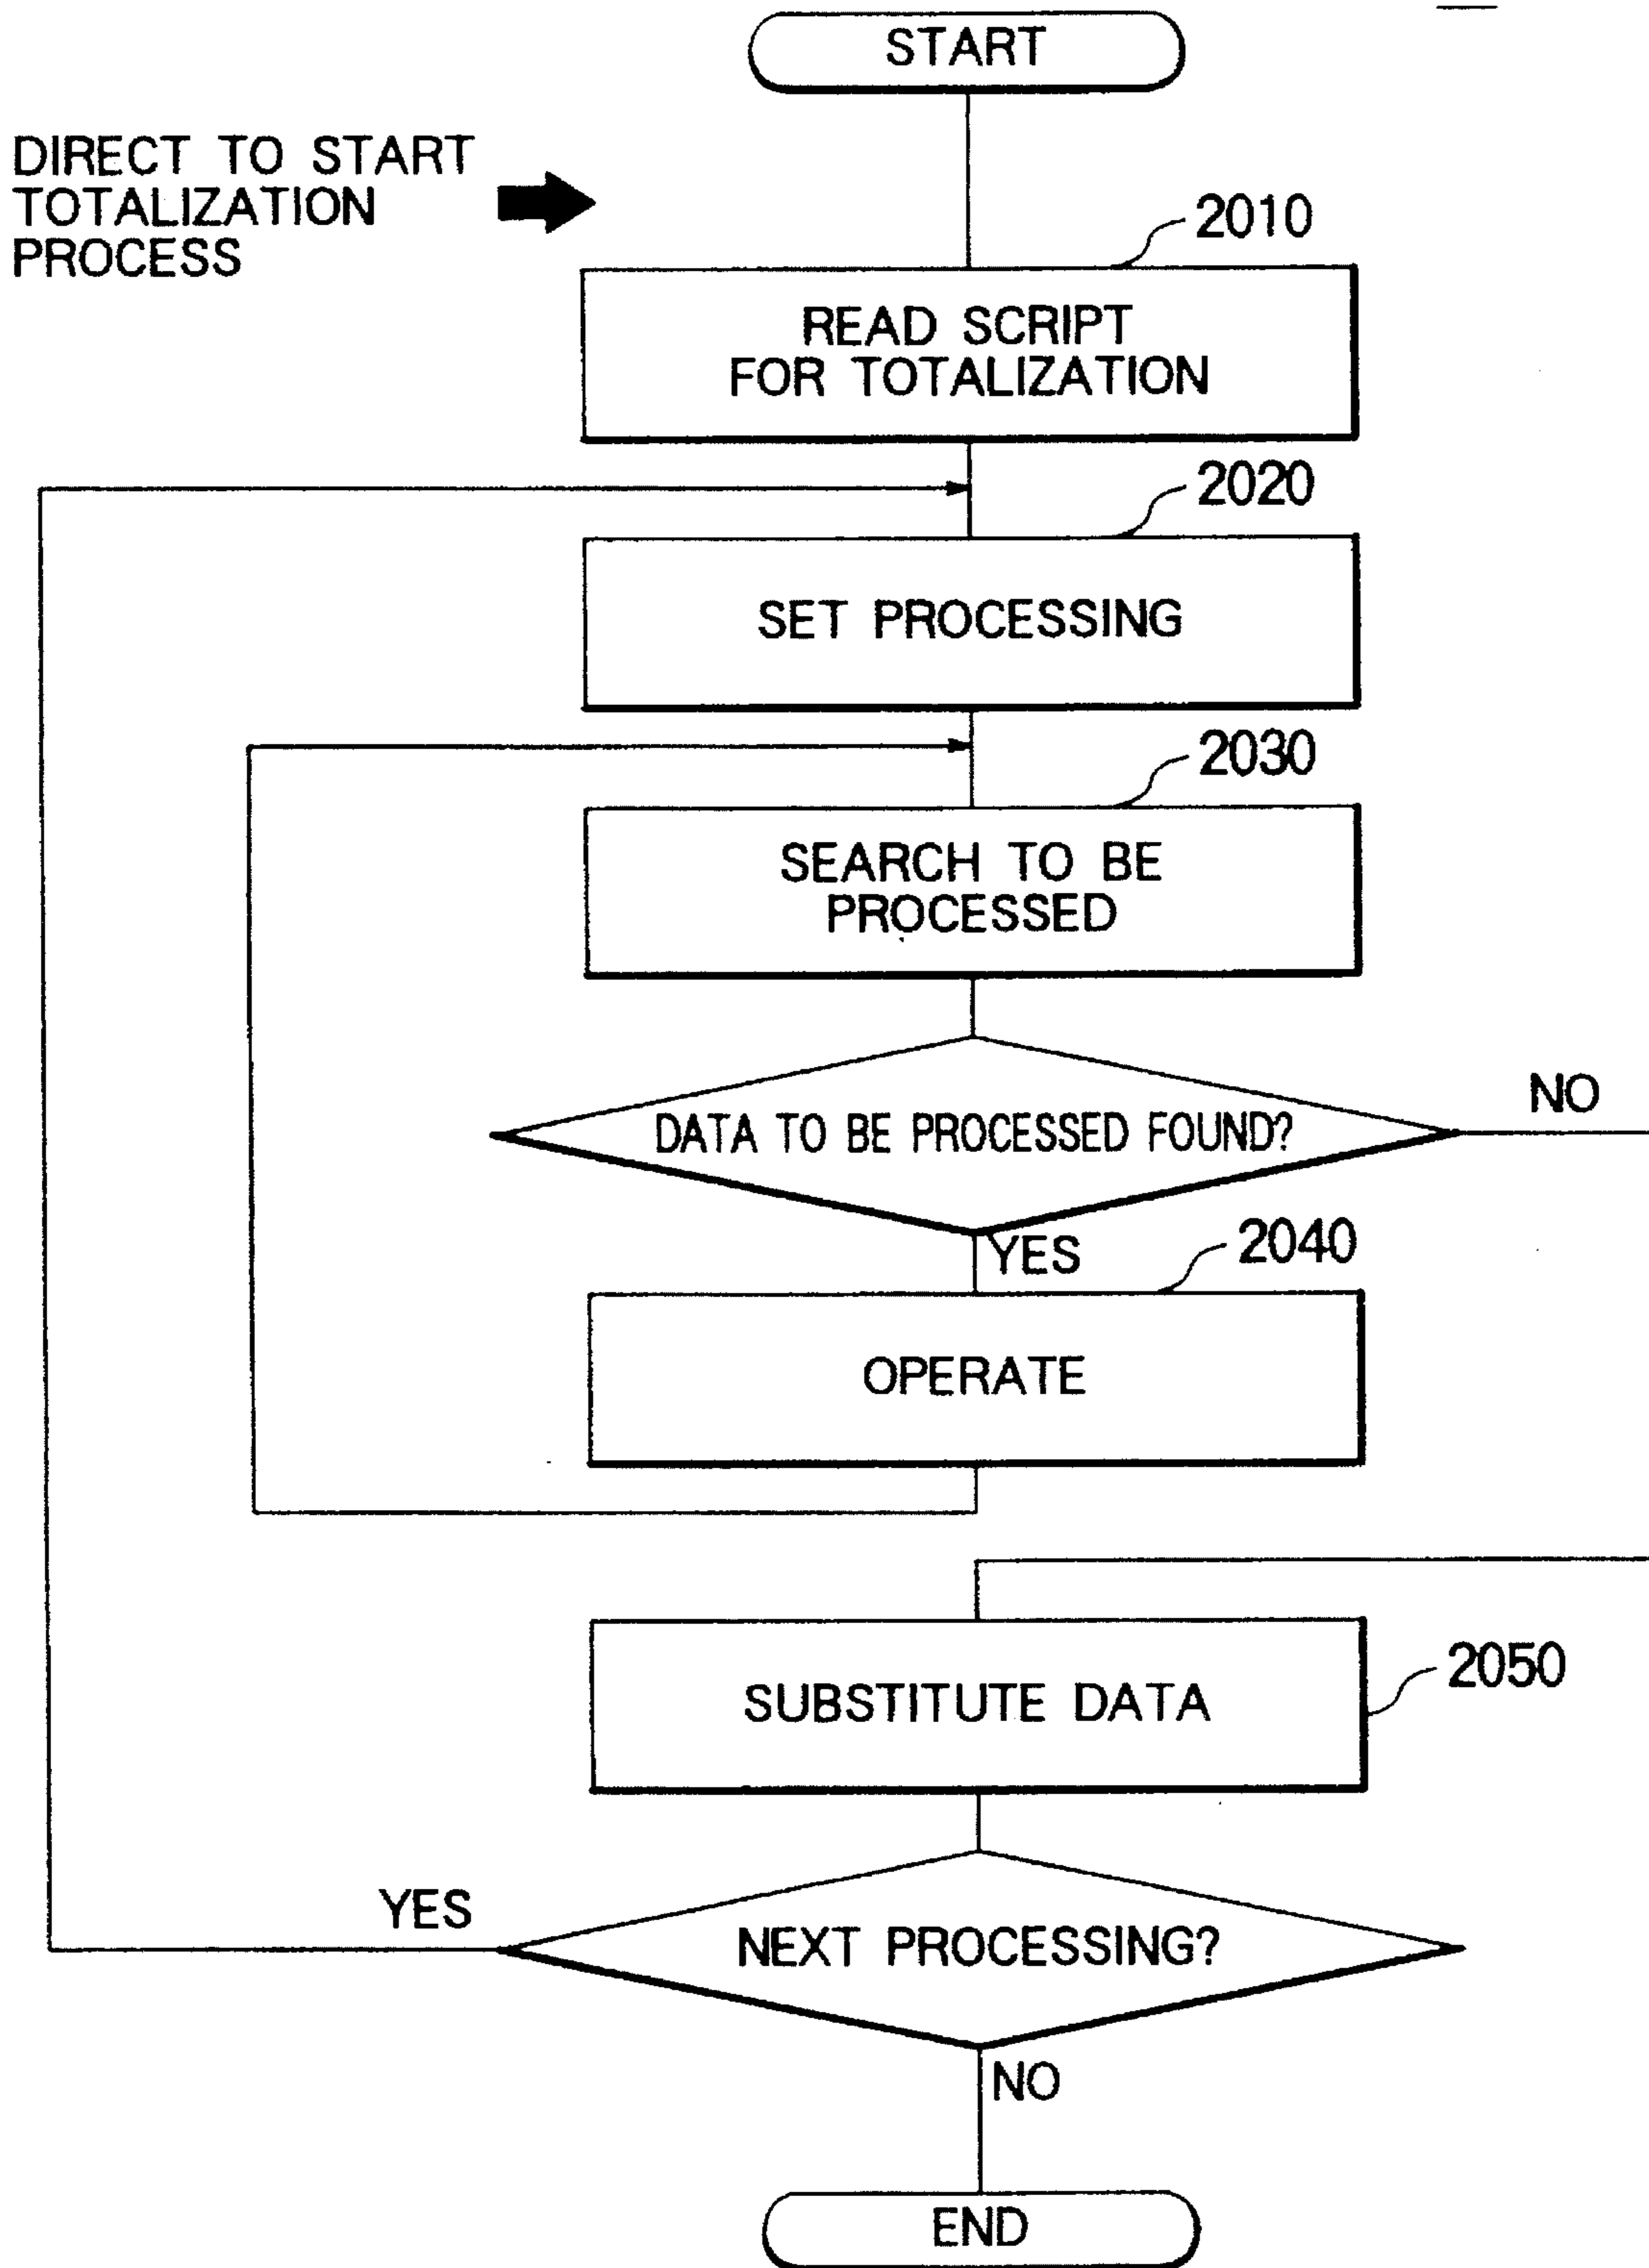 START
DIRECT TO START
TOTALIZATION
PROCESS
2010
READ SCRIPT
FOR TOTALIZATION
2020
SET PROCESSING
2030
SEARCH TO BE
PROCESSED
DATA TO BE PROCESSED FOUND?
NO
YES
2040
OPERATE
SUBSTITUTE DATA
2050
YES
NEXT PROCESSING?
NO
END